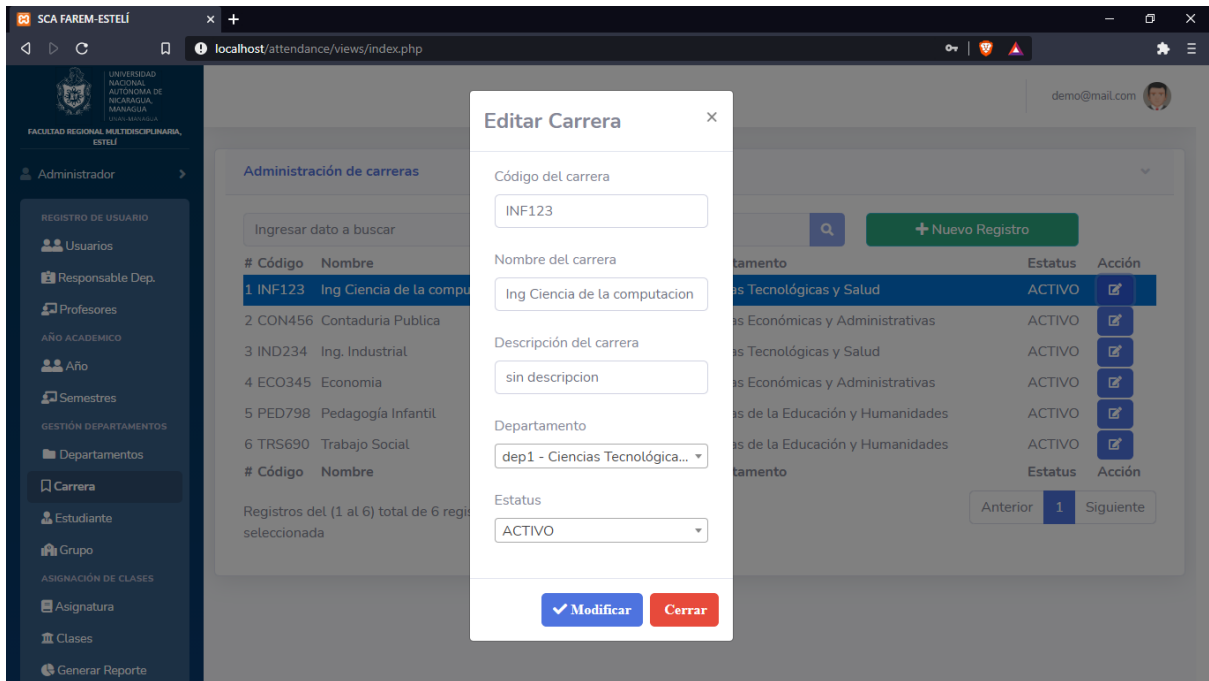 SCA FAREM-ESTELÍ
localhost/attendance/views/index.php
UNIVERSIDAD
NACIONAL
AUTÓNOMA DE
NICARAGUA,
MANAGUA
UNAN-MANAGUA
FACULTAD REGIONAL MULTIDISCIPLINARIA,
ESTELÍ
Administrador
REGISTRO DE USUARIO
Usuarios
Responsable Dep.
Profesores
AÑO ACADEMICO
Año
Semestres
GESTIÓN DEPARTAMENTOS
Departamentos
Carrera
Estudiante
Grupo
ASIGNACIÓN DE CLASES
Asignatura
Clases
Generar Reporte
demo@mail.com
Administración de carreras
Ingresar dato a buscar
Nuevo Registro
# Código Nombre tamento Estatus Acción
1 INF123 Ing Ciencia de la compu as Tecnológicas y Salud ACTIVO
2 CON456 Contaduria Publica as Económicas y Administrativas ACTIVO
3 IND234 Ing. Industrial as Tecnológicas y Salud ACTIVO
4 ECO345 Economia as Económicas y Administrativas ACTIVO
5 PED798 Pedagogía Infantil as de la Educación y Humanidades ACTIVO
6 TRS690 Trabajo Social as de la Educación y Humanidades ACTIVO
# Código Nombre tamento Estatus Acción
Registros del (1 al 6) total de 6 regis
seleccionada
Anterior 1 Siguiente
Editar Carrera ×
Código del carrera
INF123
Nombre del carrera
Ing Ciencia de la computacion
Descripción del carrera
sin descripcion
Departamento
dep1 - Ciencias Tecnológica...
Estatus
ACTIVO
Modificar Cerrar